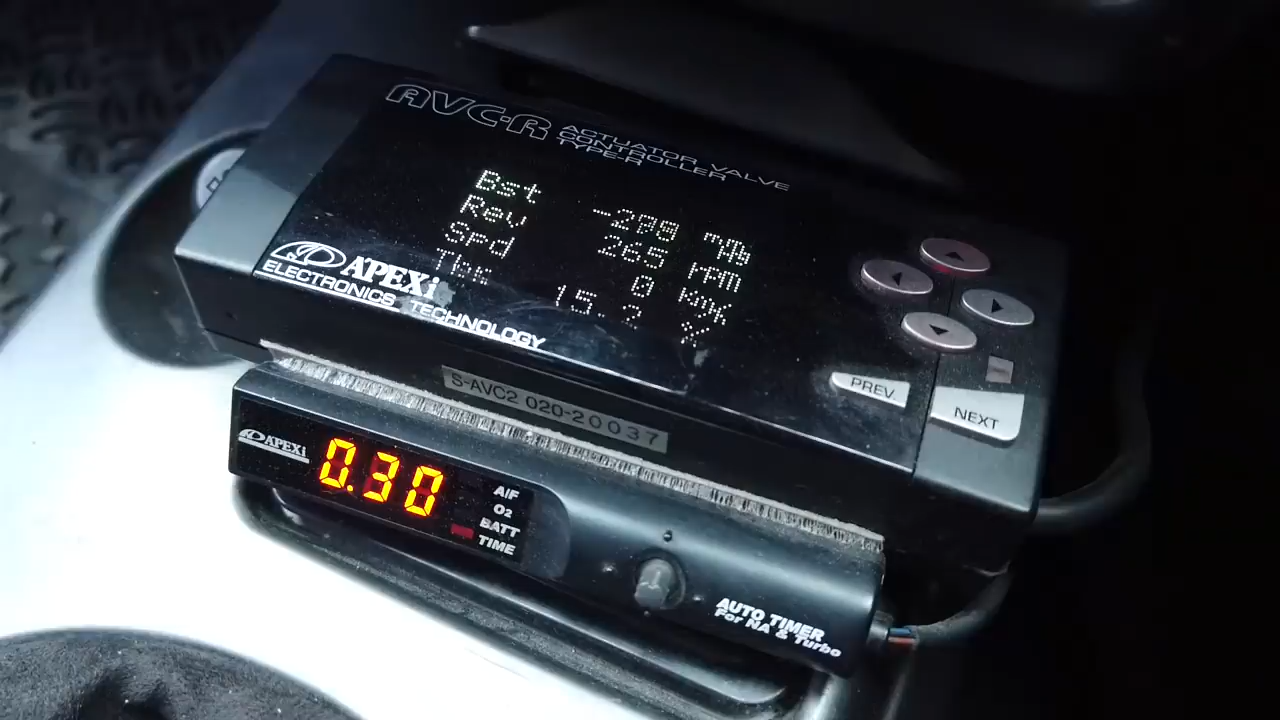 AVC-R ACTUATOR VALVE
CONTROLLER
TYPE-R
Bst mmHg
Rev 265 rpm
Spd 0 Km/h
Thr 15.2 %
APEXi
ELECTRONICS TECHNOLOGY
PREV.
NEXT
S-AVC2 020-20037
APEXi
0.30
A/F
O2
BATT
TIME
AUTO TIMER
For NA & Turbo